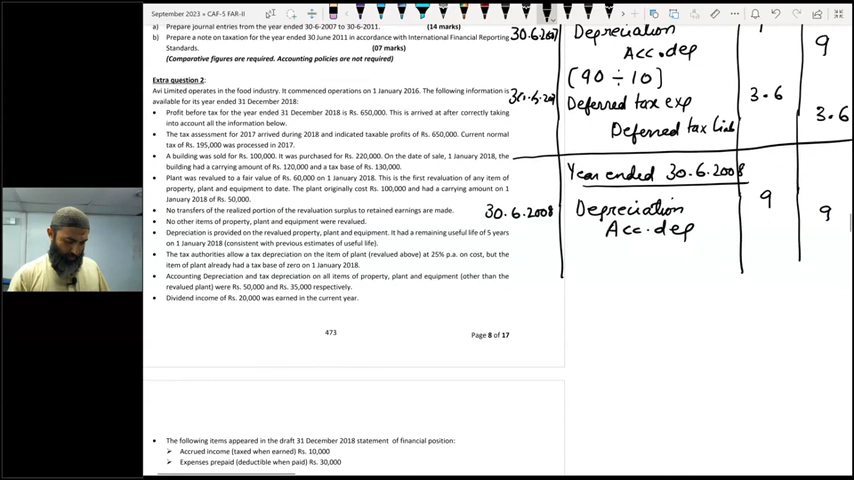 September 2023 » CAF-5 FAR-II
a) Prepare journal entries from the year ended 30-6-2007 to 30-6-2011. (14 marks)
b) Prepare a note on taxation for the year ended 30 June 2011 in accordance with International Financial Reporting
Standards. (07 marks)
(Comparative figures are required. Accounting policies are not required)
Extra question 2:
Avi Limited operates in the food industry. It commenced operations on 1 January 2016. The following information is
available for its year ended 31 December 2018:
• Profit before tax for the year ended 31 December 2018 is Rs. 650,000. This is arrived at after correctly taking
into account all the information below.
• The tax assessment for 2017 arrived during 2018 and indicated taxable profits of Rs. 650,000. Current normal
tax of Rs. 195,000 was processed in 2017.
• A building was sold for Rs. 100,000. It was purchased for Rs. 220,000. On the date of sale, 1 January 2018, the
building had a carrying amount of Rs. 120,000 and a tax base of Rs. 130,000.
• Plant was revalued to a fair value of Rs. 60,000 on 1 January 2018. This is the first revaluation of any item of
property, plant and equipment to date. The plant originally cost Rs. 100,000 and had a carrying amount on 1
January 2018 of Rs. 50,000.
• No transfers of the realized portion of the revaluation surplus to retained earnings are made.
• No other items of property, plant and equipment were revalued.
• Depreciation is provided on the revalued property, plant and equipment. It had a remaining useful life of 5 years
on 1 January 2018 (consistent with previous estimates of useful life).
• The tax authorities allow a tax depreciation on the item of plant (revalued above) at 25% p.a. on cost, but the
item of plant already had a tax base of zero on 1 January 2018.
• Accounting Depreciation and tax depreciation on all items of property, plant and equipment (other than the
revalued plant) were Rs. 50,000 and Rs. 35,000 respectively.
• Dividend income of Rs. 20,000 was earned in the current year.
473
Page 8 of 17
• The following items appeared in the draft 31 December 2018 statement of financial position:
➤ Accrued income (taxed when earned) Rs. 10,000
➤ Expenses prepaid (deductible when paid) Rs. 30,000
30.6.2007 Depreciation
Acc.dep 9
[90 ÷ 10]
Deferred tax exp 3.6
Deferred tax Liab 3.6
Year ended 30.6.2008
30.6.2008 Depreciation 9
Acc.dep 9